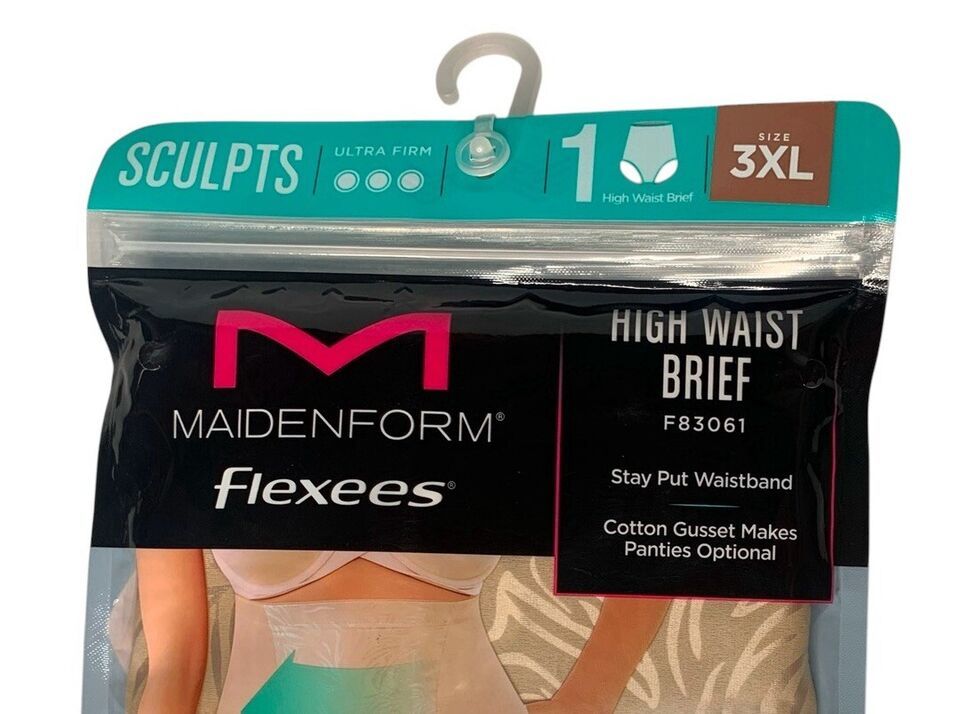 SCULPTS
ULTRA FIRM
1
High Waist Brief
SIZE
3XL
MAIDENFORM®
flexees®
HIGH WAIST
BRIEF
F83061
Stay Put Waistband
Cotton Gusset Makes
Panties Optional